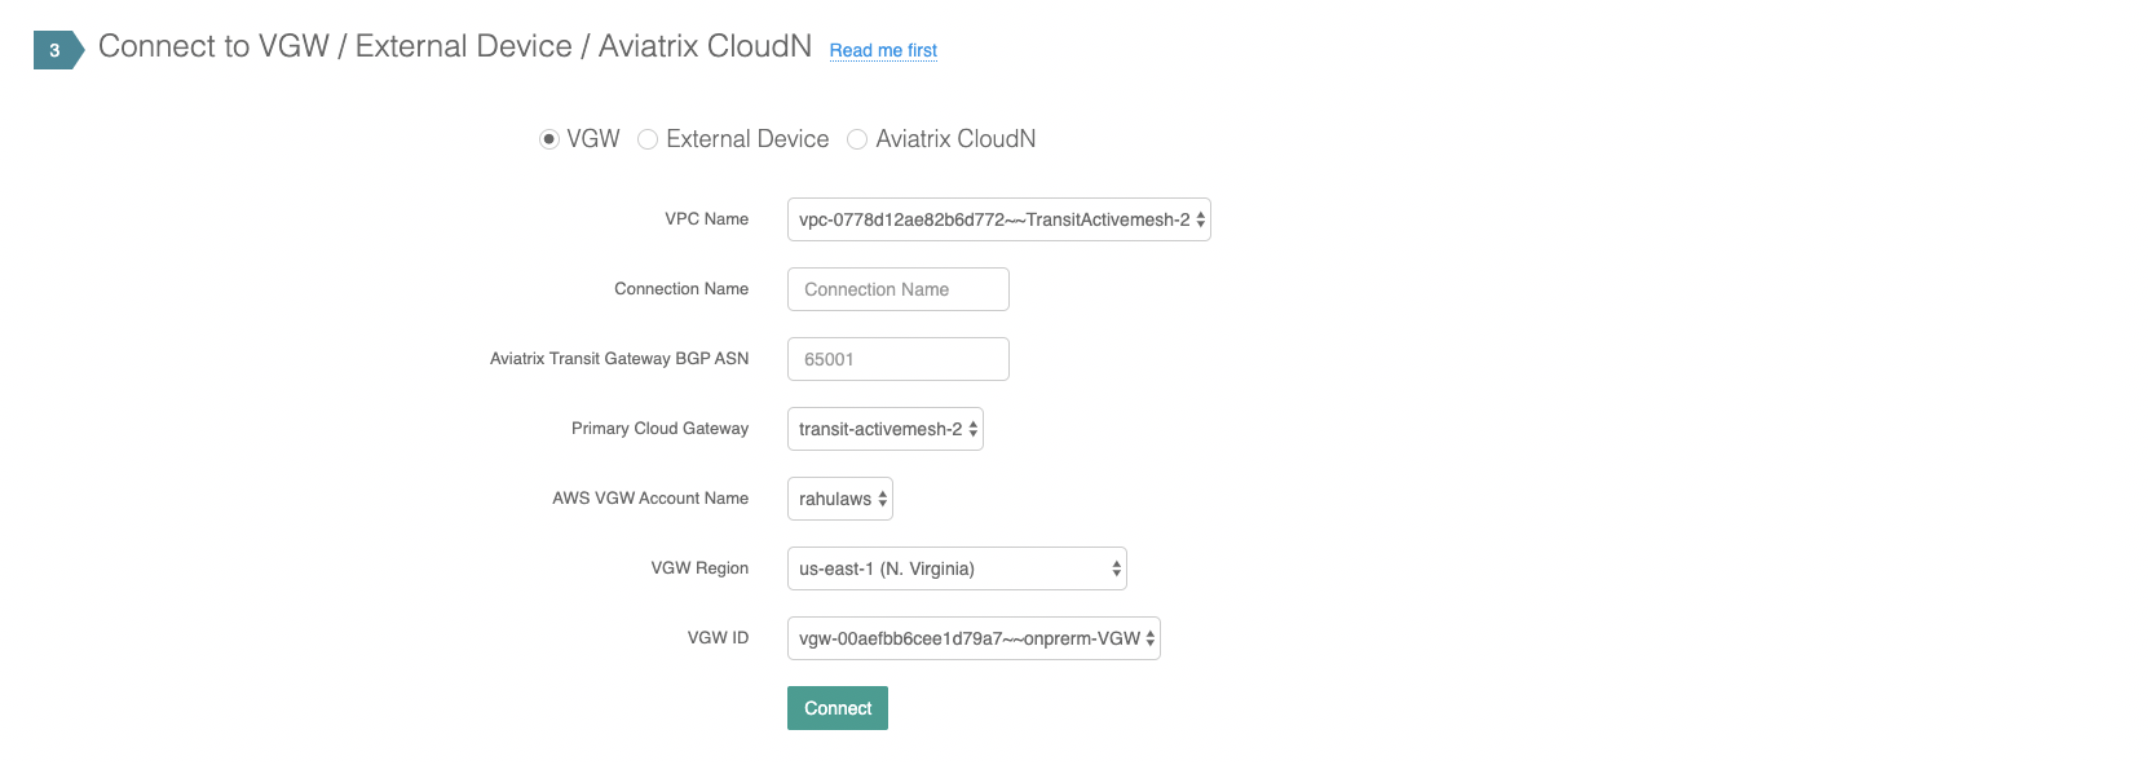 3 Connect to VGW / External Device / Aviatrix CloudN Read me first
VGW External Device Aviatrix CloudN
VPC Name vpc-0778d12ae82b6d772~~TransitActivemesh-2
Connection Name Connection Name
Aviatrix Transit Gateway BGP ASN 65001
Primary Cloud Gateway transit-activemesh-2
AWS VGW Account Name rahulaws
VGW Region us-east-1 (N. Virginia)
VGW ID vgw-00aefbb6cee1d79a7~~onprerm-VGW
Connect